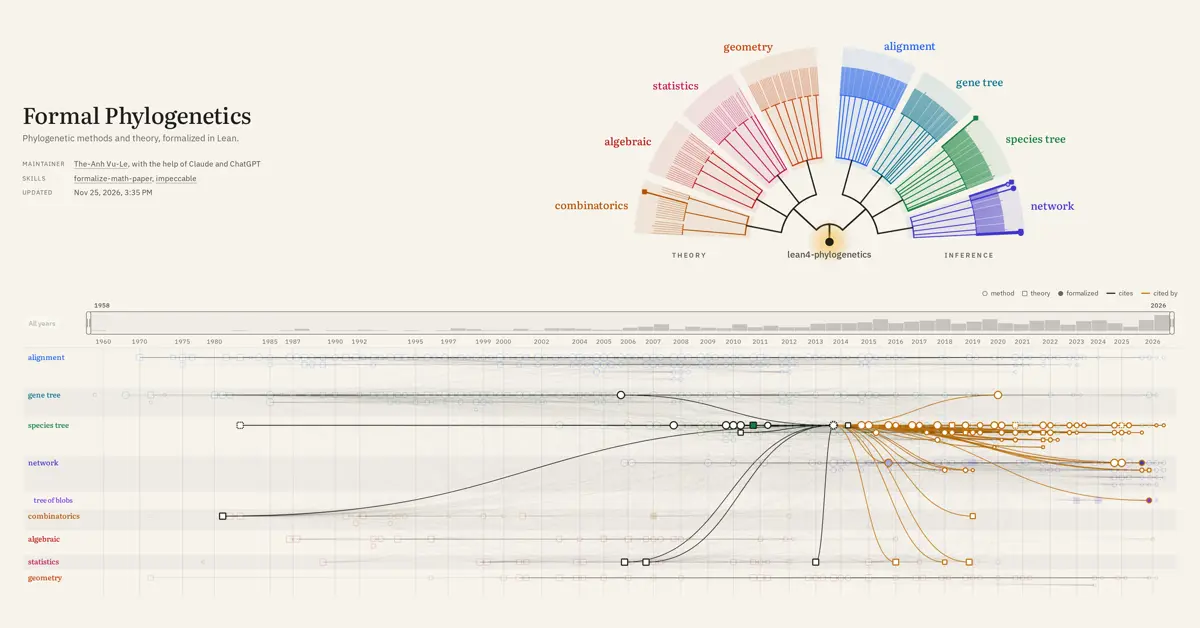 Formal Phylogenetics
Phylogenetic methods and theory, formalized in Lean.
MAINTAINER The-Anh Vu-Le, with the help of Claude and ChatGPT
SKILLS formalize-math-paper, impeccable
UPDATED Nov 25, 2026, 3:35 PM
geometry
alignment
statistics
gene tree
algebraic
species tree
combinatorics
network
THEORY
lean4-phylogenetics
INFERENCE
method theory formalized cites cited by
1958
2026
All years
1960 1970 1975 1980 1985 1987 1990 1992 1995 1997 1999 2000 2002 2004 2005 2006 2007 2008 2009 2010 2011 2012 2013 2014 2015 2016 2017 2018 2019 2020 2021 2022 2023 2024 2025 2026
alignment
gene tree
species tree
network
tree of blobs
combinatorics
algebraic
statistics
geometry